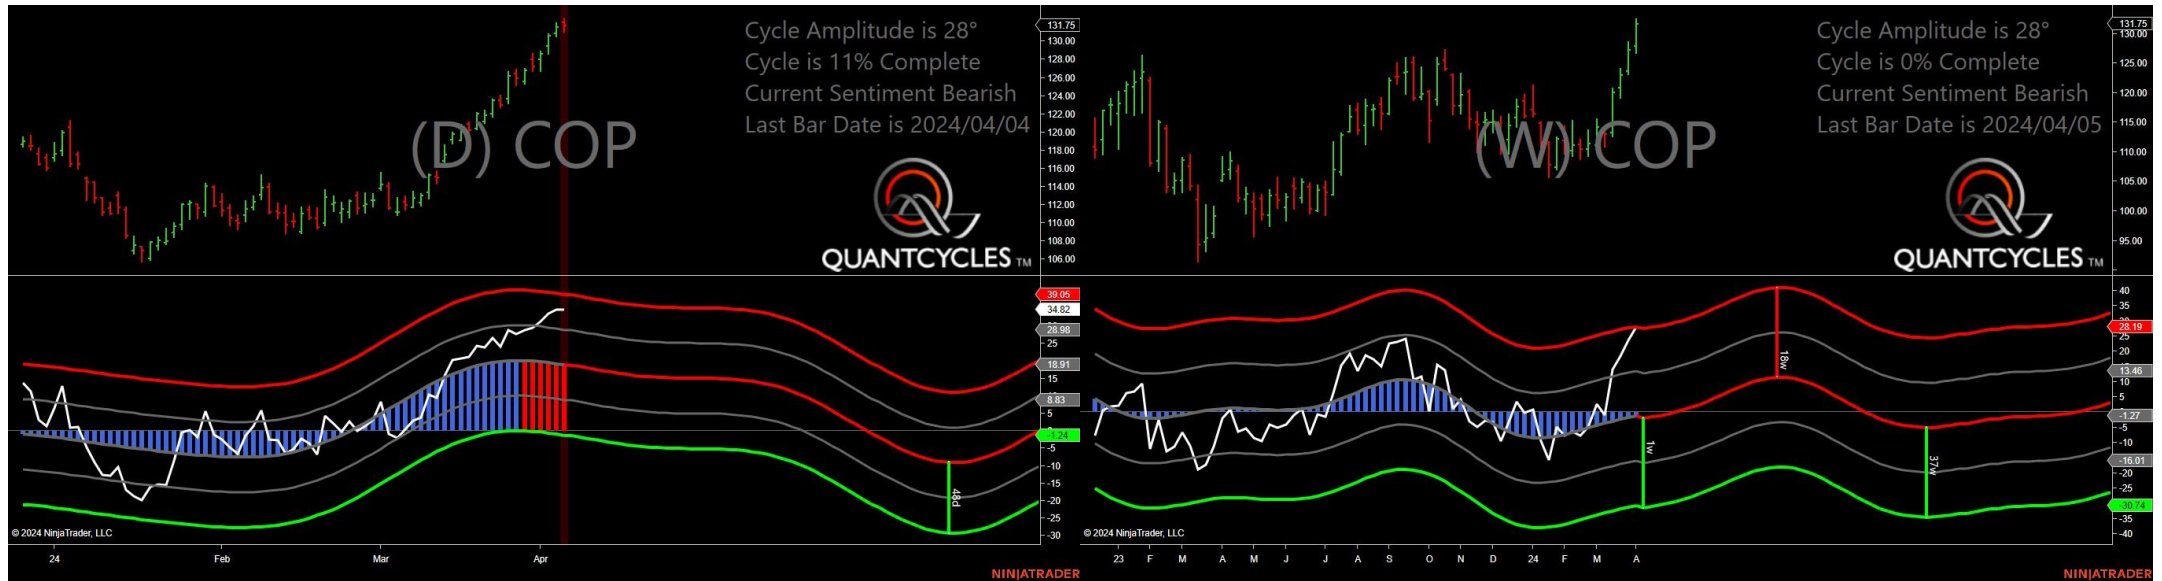 Cycle Amplitude is 28°
Cycle is 11% Complete
Current Sentiment Bearish
Last Bar Date is 2024/04/04
(D) COP
QUANTCYCLES TM
131.75
130.00
128.00
126.00
124.00
122.00
120.00
118.00
116.00
114.00
112.00
110.00
108.00
106.00
39.05
34.82
28.98
25
18.91
15
8.83
5
-1.24
-5
-10
-15
-20
-25
-30
48d
© 2024 NinjaTrader, LLC
24 Feb Mar Apr
NINJATRADER
Cycle Amplitude is 28°
Cycle is 0% Complete
Current Sentiment Bearish
Last Bar Date is 2024/04/05
(W) COP
QUANTCYCLES TM
131.75
130.00
125.00
120.00
115.00
110.00
105.00
100.00
95.00
40
35
28.19
25
20
13.46
10
5
-1.27
-5
-10
-16.01
-20
-25
-30.74
-35
-40
18w
1w
37w
© 2024 NinjaTrader, LLC
23 F M A M J J A S O N D 24 F M A
NINJATRADER